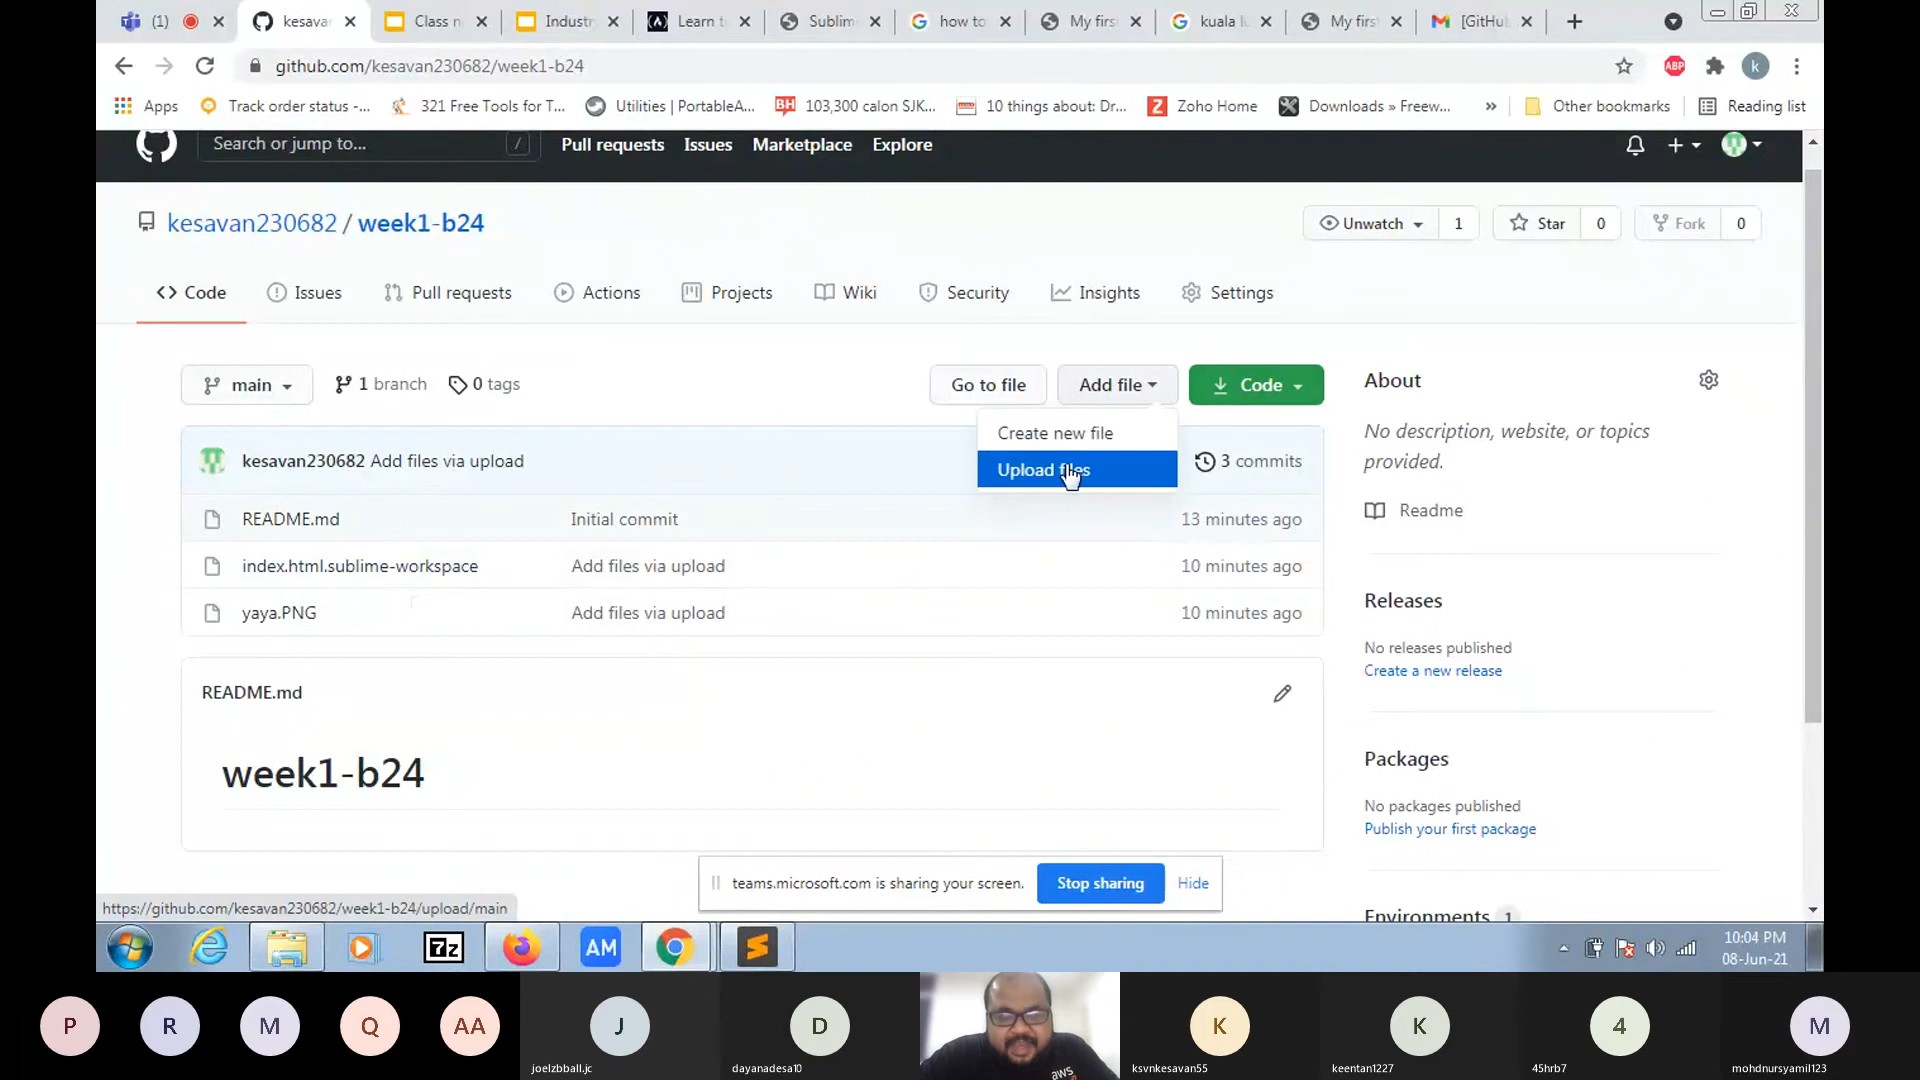 (1)
kesavan
Class n
Industry
Learn t
Sublim
how to
My firs
kuala l
My firs
[GitHub
github.com/kesavan230682/week1-b24
ABP
k
Apps
Track order status -...
321 Free Tools for T...
Utilities | PortableA...
BH 103,300 calon SJK...
10 things about: Dr...
Z Zoho Home
Downloads » Freew...
»
Other bookmarks
Reading list
Search or jump to...
/
Pull requests
Issues
Marketplace
Explore
kesavan230682 / week1-b24
Unwatch 1
Star 0
Fork 0
Code
Issues
Pull requests
Actions
Projects
Wiki
Security
Insights
Settings
main
1 branch
0 tags
Go to file
Add file
Code
Create new file
Upload files
kesavan230682 Add files via upload
3 commits
README.md Initial commit 13 minutes ago
index.html.sublime-workspace Add files via upload 10 minutes ago
yaya.PNG Add files via upload 10 minutes ago
README.md
week1-b24
About
No description, website, or topics
provided.
Readme
Releases
No releases published
Create a new release
Packages
No packages published
Publish your first package
Environments 1
teams.microsoft.com is sharing your screen.
Stop sharing
Hide
https://github.com/kesavan230682/week1-b24/upload/main
7z
AM
10:04 PM
08-Jun-21
P
R
M
Q
AA
J
joelzbball.jc
D
dayanadesa10
aws
K
ksvnkesavan55
K
keentan1227
4
45hrb7
M
mohdnursyamil123